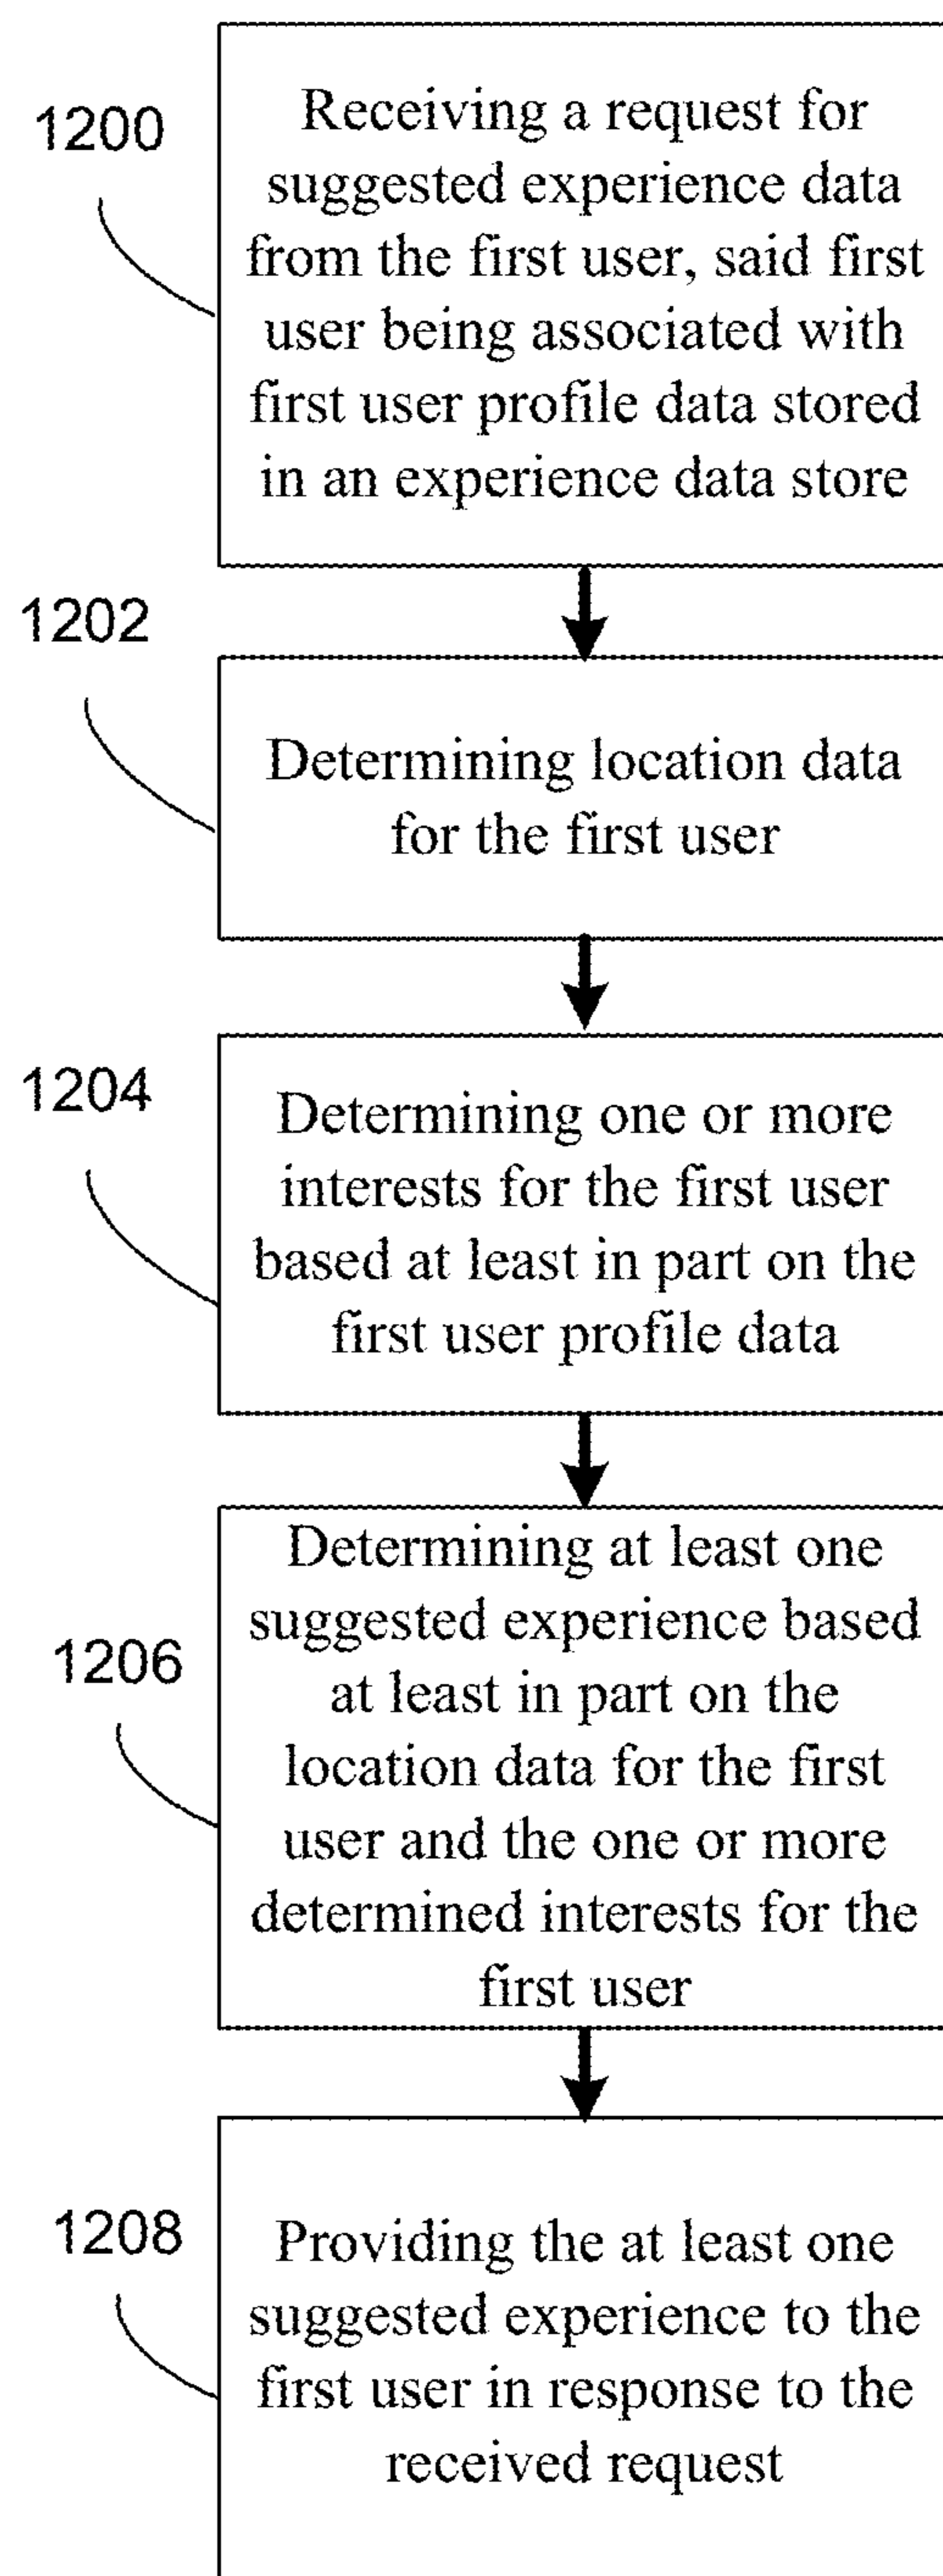 1200
Receiving a request for
suggested experience data
from the first user, said first
user being associated with
first user profile data stored
in an experience data store
1202
Determining location data
for the first user
1204
Determining one or more
interests for the first user
based at least in part on the
first user profile data
1206
Determining at least one
suggested experience based
at least in part on the
location data for the first
user and the one or more
determined interests for the
first user
1208
Providing the at least one
suggested experience to the
first user in response to the
received request